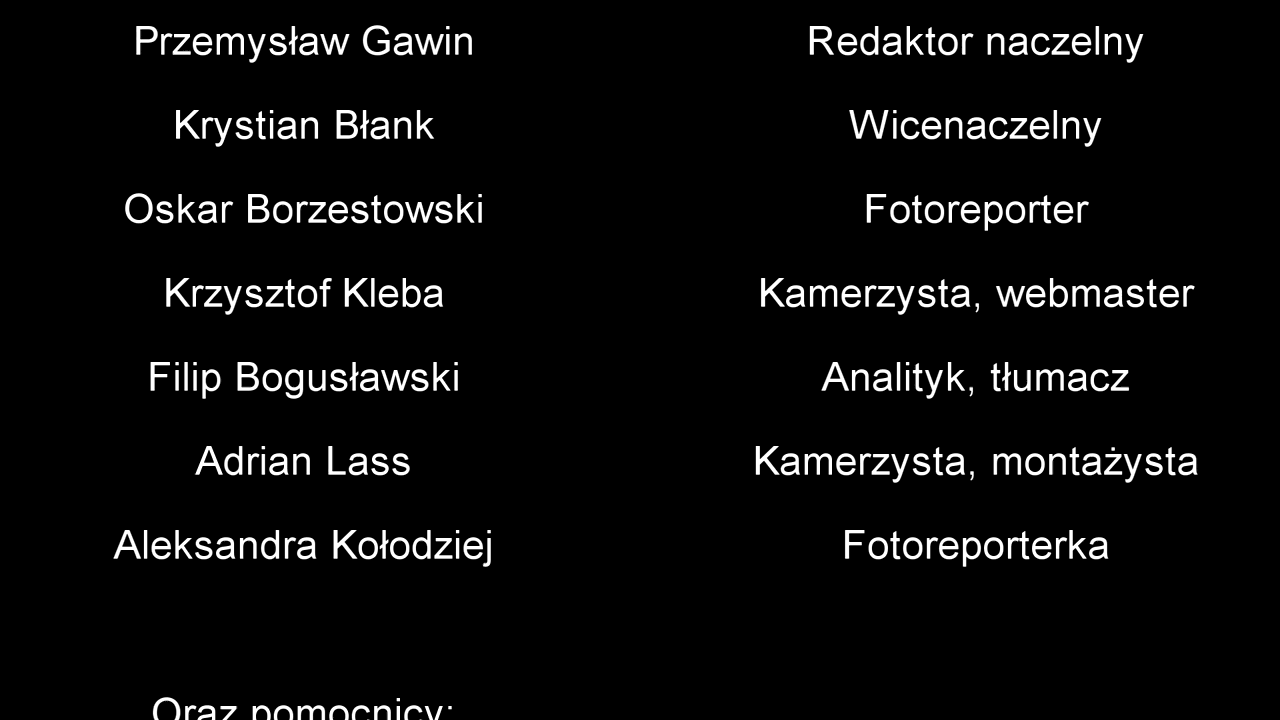 Przemysław Gawin Redaktor naczelny
Krystian Błank Wicenaczelny
Oskar Borzestowski Fotoreporter
Krzysztof Kleba Kamerzysta, webmaster
Filip Bogusławski Analityk, tłumacz
Adrian Lass Kamerzysta, montażysta
Aleksandra Kołodziej Fotoreporterka
Oraz pomocnicy: